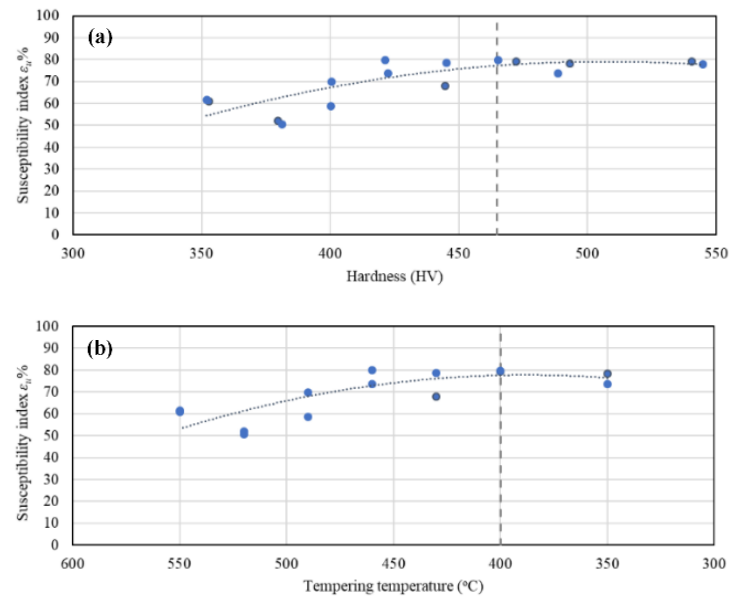 (a)
Susceptibility index εu%
100
90
80
70
60
50
40
30
20
10
0
300 350 400 450 500 550
Hardness (HV)
(b)
Susceptibility index εu%
100
90
80
70
60
50
40
30
20
10
0
600 550 500 450 400 350 300
Tempering temperature (°C)